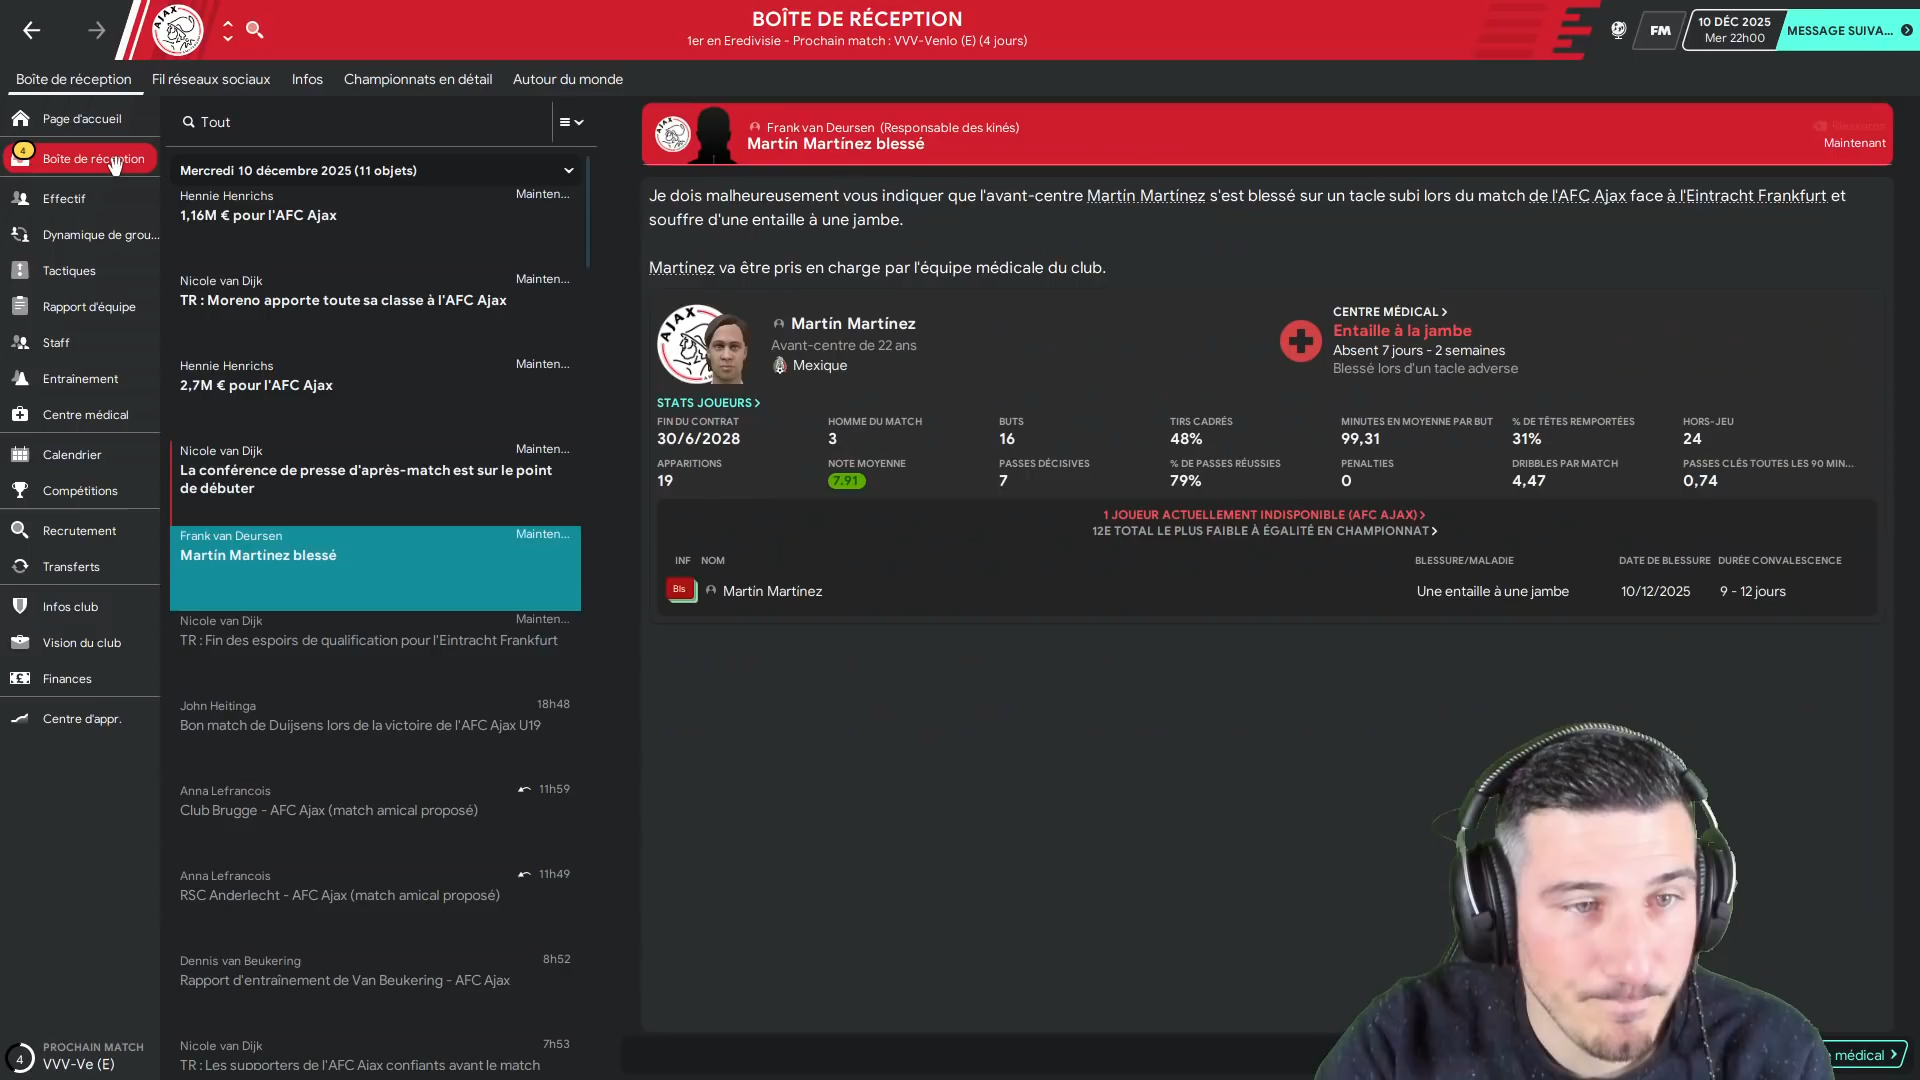 BOÎTE DE RÉCEPTION
1er en Eredivisie - Prochain match : VVV-Venlo (E) (4 jours)
FM
10 DÉC 2025
Mer 22h00
MESSAGE SUIVA...
Boîte de réception
Fil réseaux sociaux
Infos
Championnats en détail
Autour du monde
Page d'accueil
4
Boîte de réception
Effectif
Dynamique de grou...
Tactiques
Rapport d'équipe
Staff
Entraînement
Centre médical
Calendrier
Compétitions
Recrutement
Transferts
Infos club
Vision du club
Finances
Centre d'appr.
4
PROCHAIN MATCH
VVV-Ve (E)
Tout
Mercredi 10 décembre 2025 (11 objets)
Hennie Henrichs
Mainten...
1,16M € pour l'AFC Ajax
Nicole van Dijk
Mainten...
TR : Moreno apporte toute sa classe à l'AFC Ajax
Hennie Henrichs
Mainten...
2,7M € pour l'AFC Ajax
Nicole van Dijk
Mainten...
La conférence de presse d'après-match est sur le point
de débuter
Frank van Deursen
Mainten...
Martín Martínez blessé
Nicole van Dijk
Mainten...
TR : Fin des espoirs de qualification pour l'Eintracht Frankfurt
John Heitinga
18h48
Bon match de Duijsens lors de la victoire de l'AFC Ajax U19
Anna Lefrancois
11h59
Club Brugge - AFC Ajax (match amical proposé)
Anna Lefrancois
11h49
RSC Anderlecht - AFC Ajax (match amical proposé)
Dennis van Beukering
8h52
Rapport d'entraînement de Van Beukering - AFC Ajax
Nicole van Dijk
7h53
TR : Les supporters de l'AFC Ajax confiants avant le match
Frank van Deursen (Responsable des kinés)
Martín Martínez blessé
Maintenant
Je dois malheureusement vous indiquer que l'avant-centre Martín Martínez s'est blessé sur un tacle subi lors du match de l'AFC Ajax face à l'Eintracht Frankfurt et
souffre d'une entaille à une jambe.
Martínez va être pris en charge par l'équipe médicale du club.
AJAX
Martín Martínez
Avant-centre de 22 ans
Mexique
CENTRE MÉDICAL
Entaille à la jambe
Absent 7 jours - 2 semaines
Blessé lors d'un tacle adverse
STATS JOUEURS
FIN DU CONTRAT
HOMME DU MATCH
BUTS
TIRS CADRÉS
MINUTES EN MOYENNE PAR BUT
% DE TÊTES REMPORTÉES
HORS-JEU
30/6/2028
3
16
48%
99,31
31%
24
APPARITIONS
NOTE MOYENNE
PASSES DÉCISIVES
% DE PASSES RÉUSSIES
PENALTIES
DRIBBLES PAR MATCH
PASSES CLÉS TOUTES LES 90 MIN...
19
7.91
7
79%
0
4,47
0,74
1 JOUEUR ACTUELLEMENT INDISPONIBLE (AFC AJAX)
12E TOTAL LE PLUS FAIBLE À ÉGALITÉ EN CHAMPIONNAT
INF
NOM
BLESSURE/MALADIE
DATE DE BLESSURE
DURÉE CONVALESCENCE
Bls
Martín Martínez
Une entaille à une jambe
10/12/2025
9 - 12 jours
médical